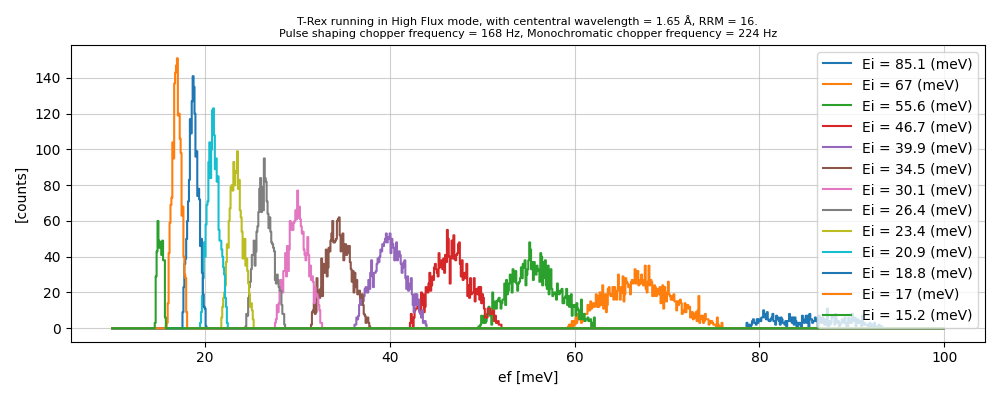 T-Rex running in High Flux mode, with cententral wavelength = 1.65 Å, RRM = 16.
Pulse shaping chopper frequency = 168 Hz, Monochromatic chopper frequency = 224 Hz
[counts]
140
120
100
80
60
40
20
0
20
40
60
80
100
ef [meV]
Ei = 85.1 (meV)
Ei = 67 (meV)
Ei = 55.6 (meV)
Ei = 46.7 (meV)
Ei = 39.9 (meV)
Ei = 34.5 (meV)
Ei = 30.1 (meV)
Ei = 26.4 (meV)
Ei = 23.4 (meV)
Ei = 20.9 (meV)
Ei = 18.8 (meV)
Ei = 17 (meV)
Ei = 15.2 (meV)